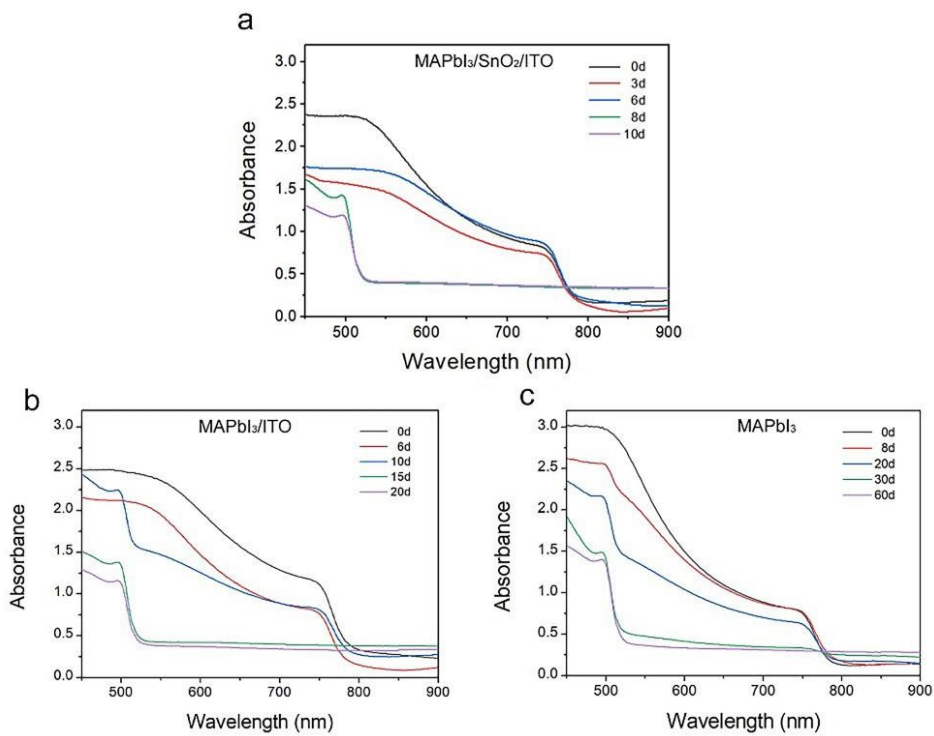 a
MAPbI₃/SnO₂/ITO
0d
3d
6d
8d
10d
3.0
2.5
2.0
1.5
1.0
0.5
0.0
Absorbance
500 600 700 800 900
Wavelength (nm)
b
MAPbI₃/ITO
0d
6d
10d
15d
20d
3.0
2.5
2.0
1.5
1.0
0.5
0.0
Absorbance
500 600 700 800 900
Wavelength (nm)
c
MAPbI₃
0d
8d
20d
30d
60d
3.0
2.5
2.0
1.5
1.0
0.5
0.0
Absorbance
500 600 700 800 900
Wavelength (nm)